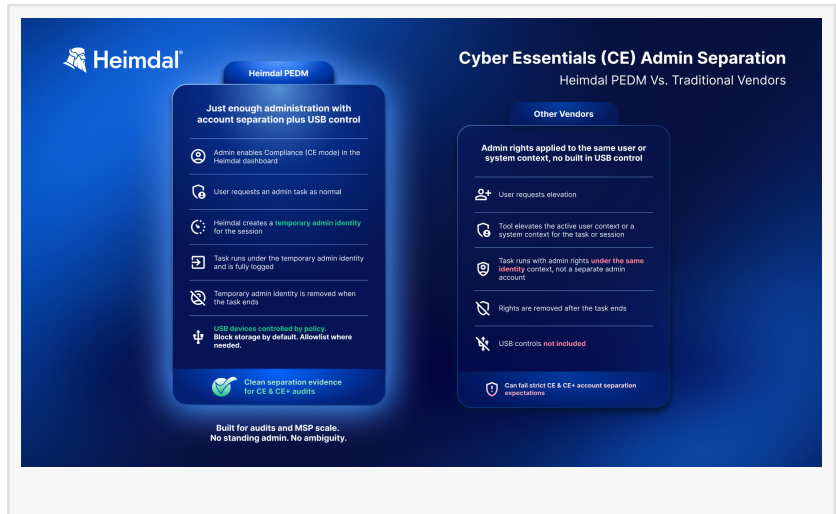 Heimdal®
Cyber Essentials (CE) Admin Separation
Heimdal PEDM Vs. Traditional Vendors
Heimdal PEDM
Just enough administration with
account separation plus USB control
Admin enables Compliance (CE mode) in the
Heimdal dashboard
User requests an admin task as normal
Heimdal creates a temporary admin identity
for the session
Task runs under the temporary admin identity
and is fully logged
Temporary admin identity is removed when
the task ends
USB devices controlled by policy.
Block storage by default. Allowlist where
needed.
Clean separation evidence
for CE & CE+ audits
Built for audits and MSP scale.
No standing admin. No ambiguity.
Other Vendors
Admin rights applied to the same user or
system context, no built in USB control
User requests elevation
Tool elevates the active user context or a
system context for the task or session
Task runs with admin rights under the same
identity context, not a separate admin
account
Rights are removed after the task ends
USB controls not included
Can fail strict CE & CE+ account separation
expectations